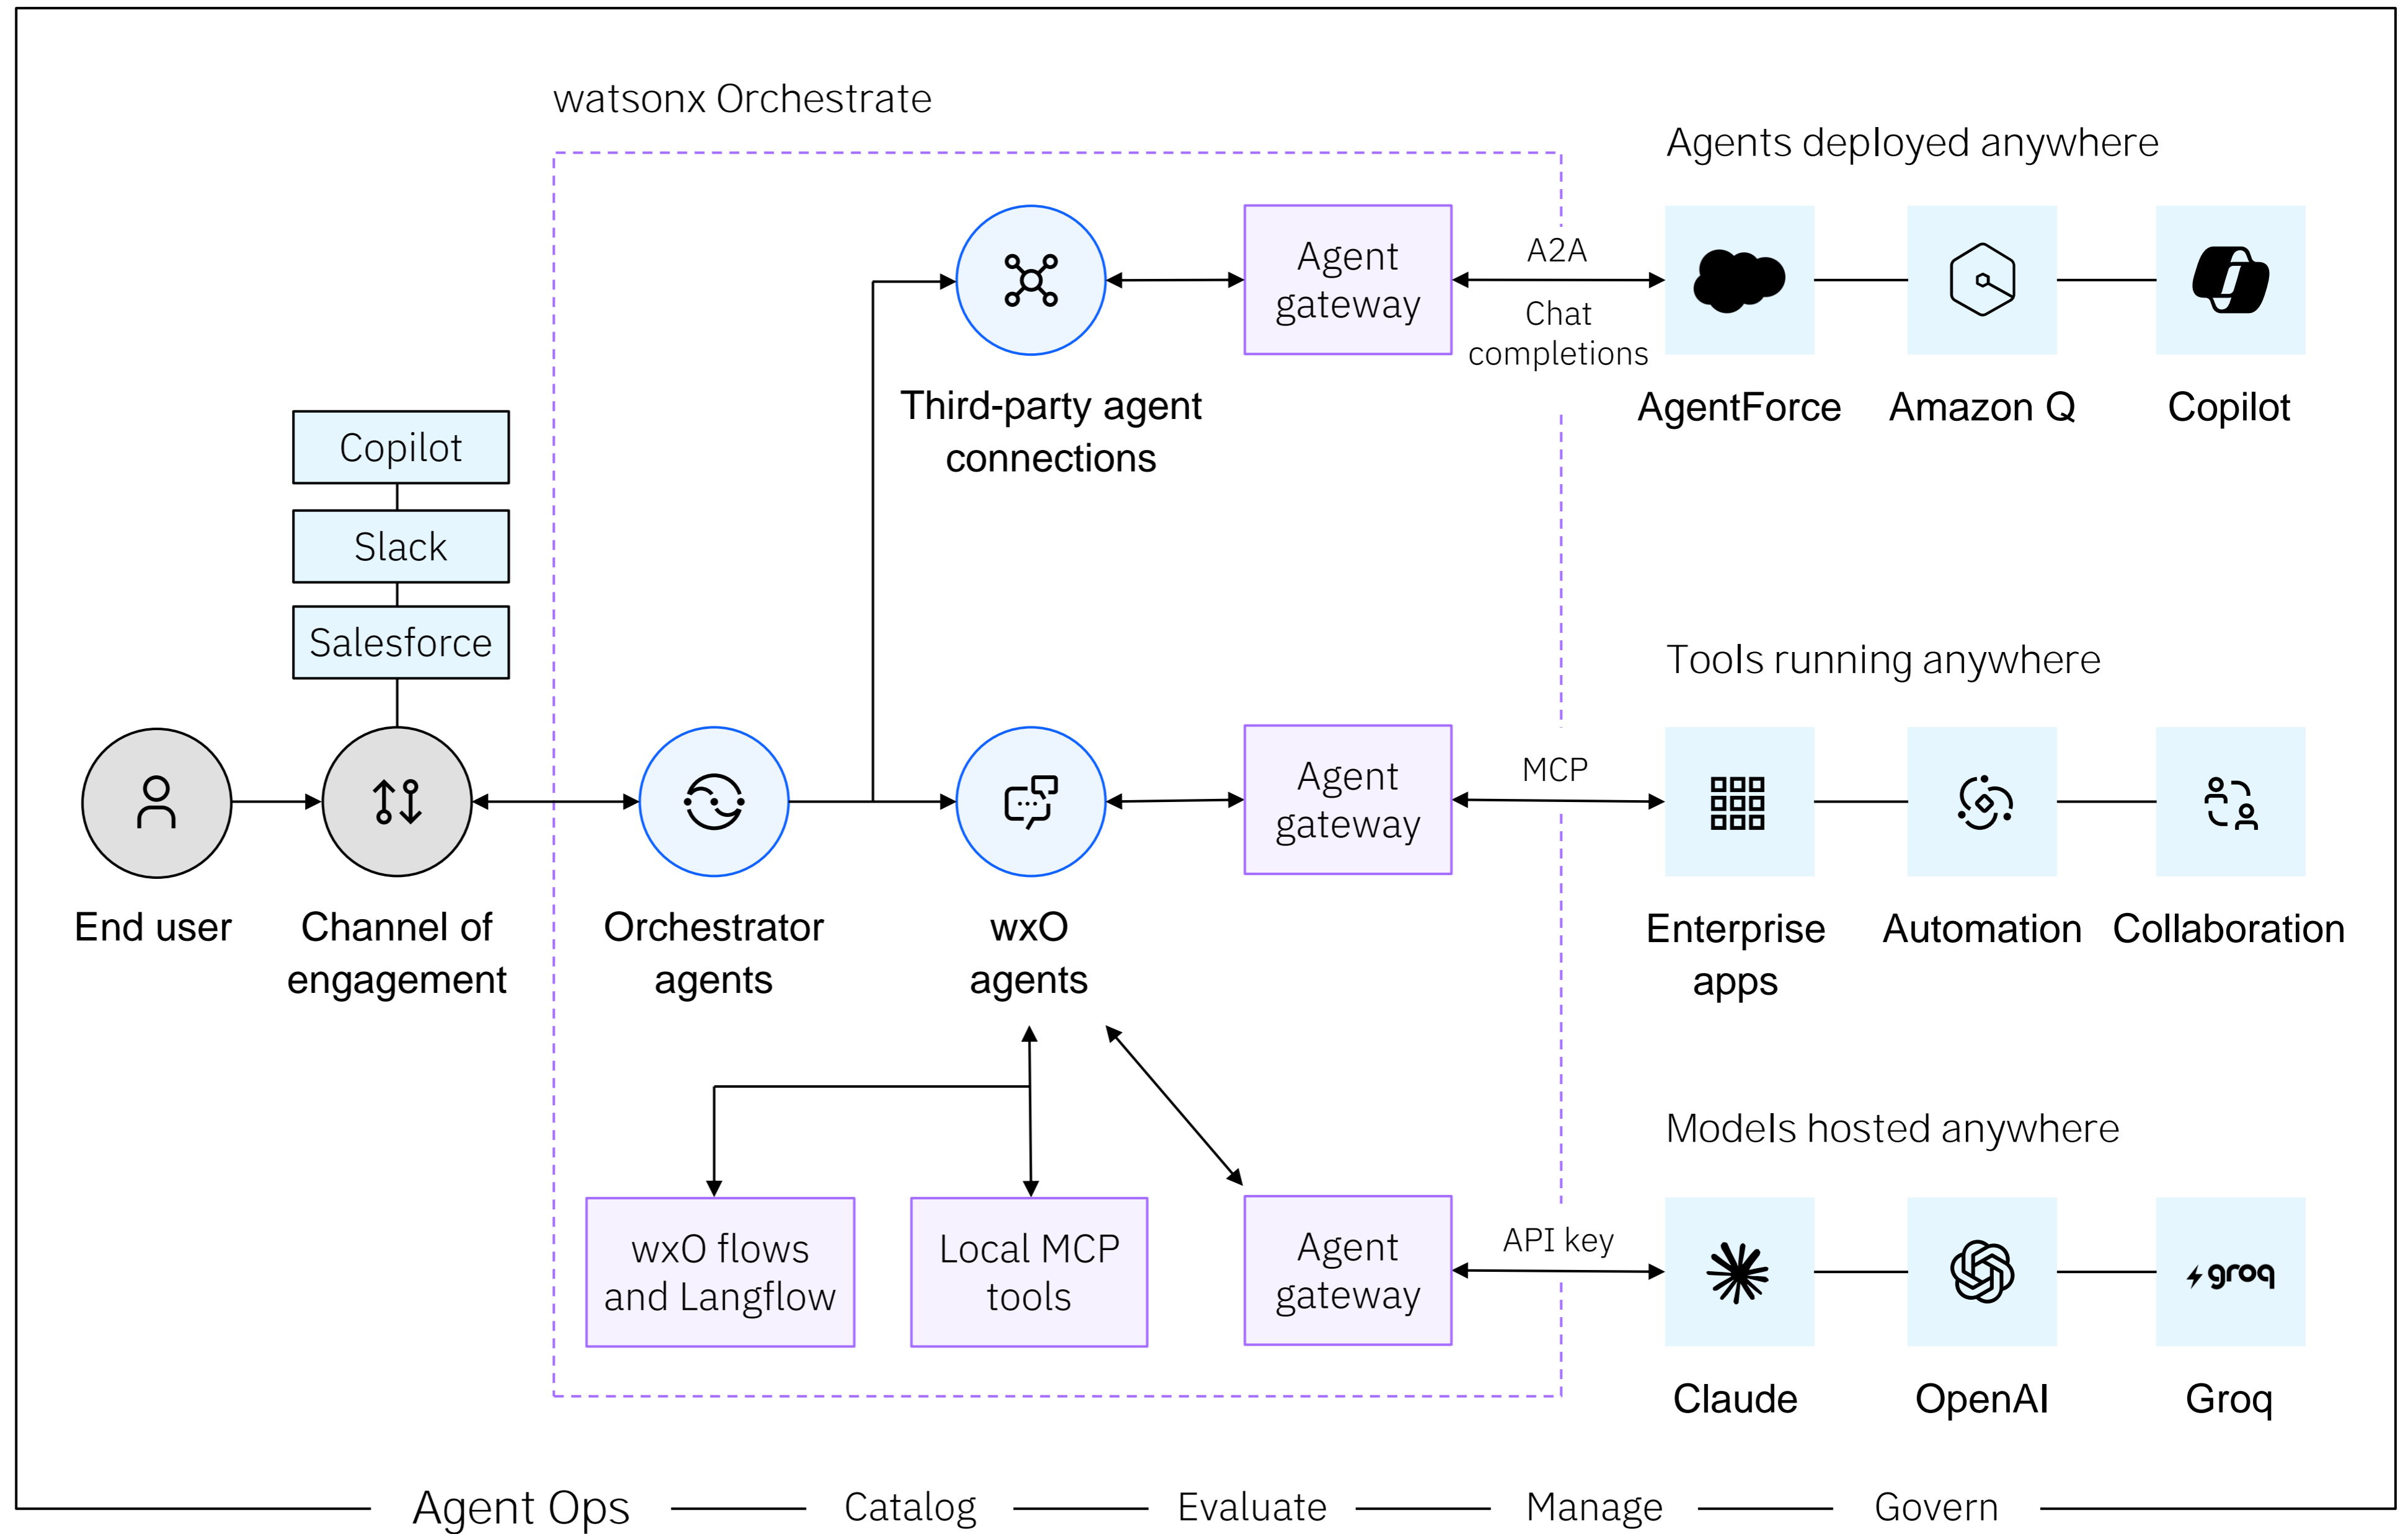 watsonx Orchestrate
Agents deployed anywhere
Agent
gateway
A2A
Chat
completions
Third-party agent
connections
AgentForce
Amazon Q
Copilot
Copilot
Slack
Salesforce
Tools running anywhere
Agent
gateway
MCP
End user
Channel of
engagement
Orchestrator
agents
wxO
agents
Enterprise
apps
Automation
Collaboration
Models hosted anywhere
wxO flows
and Langflow
Local MCP
tools
Agent
gateway
API key
groq
Claude
OpenAI
Groq
Agent Ops
Catalog
Evaluate
Manage
Govern